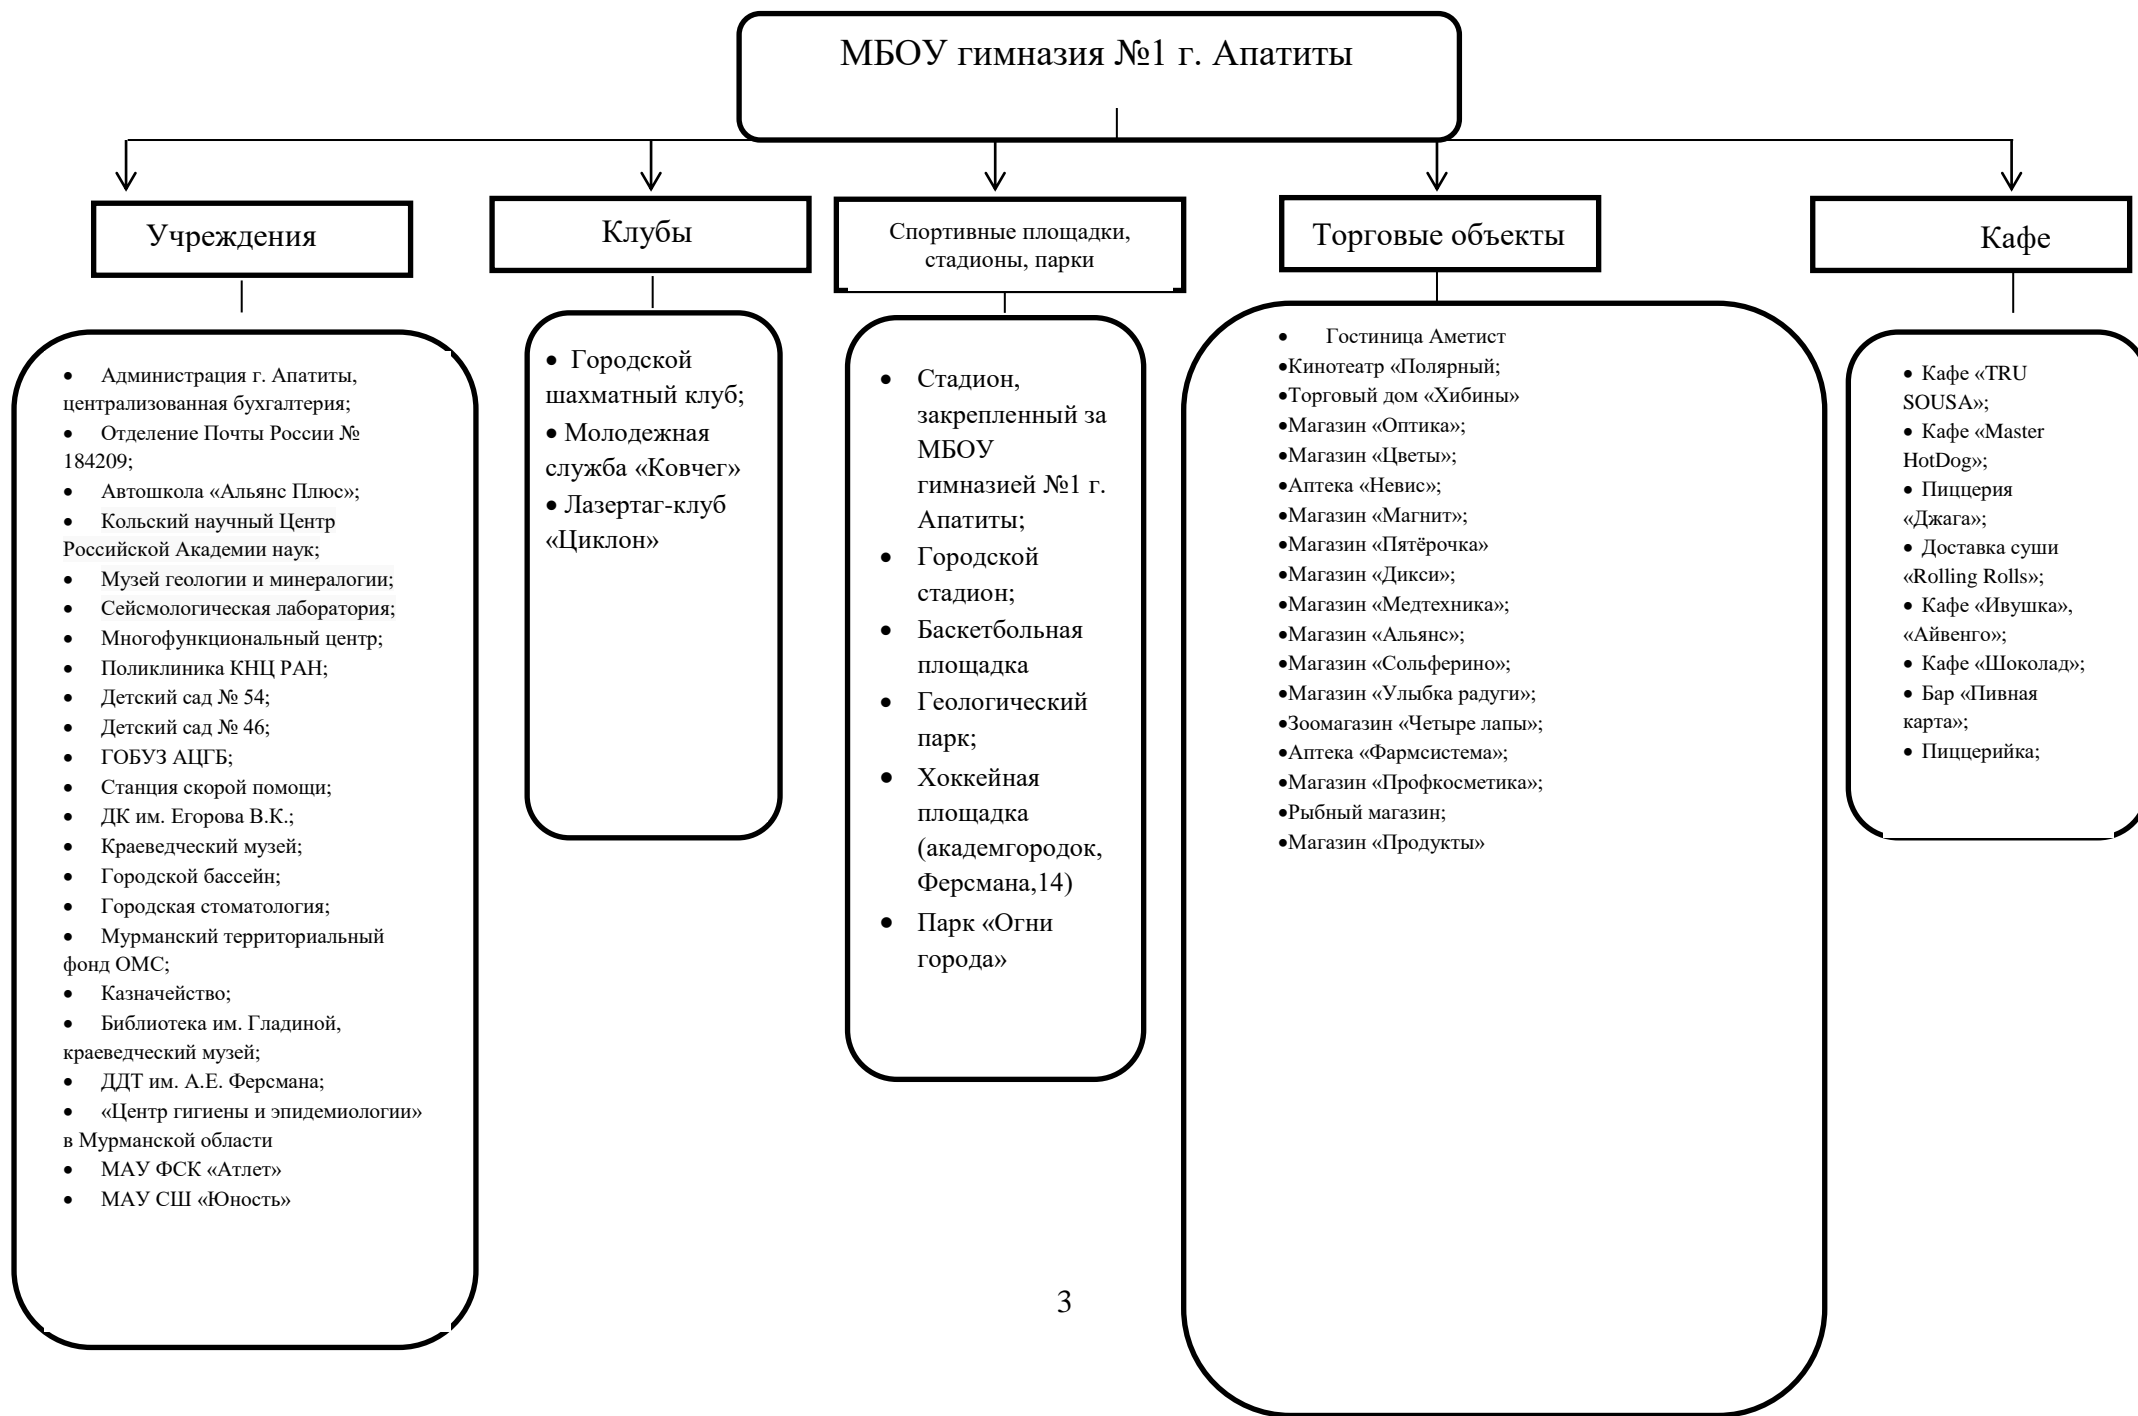 МБОУ гимназия №1 г. Апатиты
Учреждения
• Администрация г. Апатиты,
централизованная бухгалтерия;
• Отделение Почты России №
184209;
• Автошкола «Альянс Плюс»;
• Кольский научный Центр
Российской Академии наук;
• Музей геологии и минералогии;
• Сейсмологическая лаборатория;
• Многофункциональный центр;
• Поликлиника КНЦ РАН;
• Детский сад № 54;
• Детский сад № 46;
• ГОБУЗ АЦГБ;
• Станция скорой помощи;
• ДК им. Егорова В.К.;
• Краеведческий музей;
• Городской бассейн;
• Городская стоматология;
• Мурманский территориальный
фонд ОМС;
• Казначейство;
• Библиотека им. Гладиной,
краеведческий музей;
• ДДТ им. А.Е. Ферсмана;
• «Центр гигиены и эпидемиологии»
в Мурманской области
• МАУ ФСК «Атлет»
• МАУ СШ «Юность»
Клубы
• Городской
шахматный клуб;
• Молодежная
служба «Ковчег»
• Лазертаг-клуб
«Циклон»
Спортивные площадки,
стадионы, парки
• Стадион,
закрепленный за
МБОУ
гимназией №1 г.
Апатиты;
• Городской
стадион;
• Баскетбольная
площадка
• Геологический
парк;
• Хоккейная
площадка
(академгородок,
Ферсмана,14)
• Парк «Огни
города»
Торговые объекты
• Гостиница Аметист
•Кинотеатр «Полярный;
•Торговый дом «Хибины»
•Магазин «Оптика»;
•Магазин «Цветы»;
•Аптека «Невис»;
•Магазин «Магнит»;
•Магазин «Пятёрочка»
•Магазин «Дикси»;
•Магазин «Медтехника»;
•Магазин «Альянс»;
•Магазин «Сольферино»;
•Магазин «Улыбка радуги»;
•Зоомагазин «Четыре лапы»;
•Аптека «Фармсистема»;
•Магазин «Профкосметика»;
•Рыбный магазин;
•Магазин «Продукты»
Кафе
• Кафе «TRU
SOUSA»;
• Кафе «Master
HotDog»;
• Пиццерия
«Джага»;
• Доставка суши
«Rolling Rolls»;
• Кафе «Ивушка»,
«Айвенго»;
• Кафе «Шоколад»;
• Бар «Пивная
карта»;
• Пиццерийка;
3